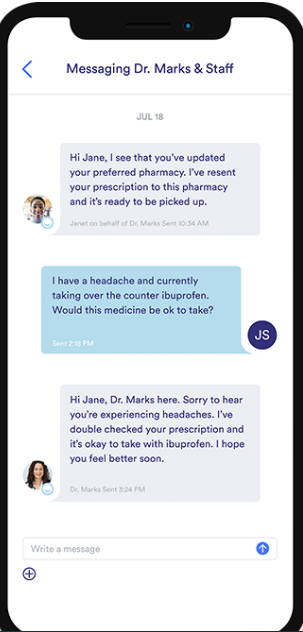 Messaging Dr. Marks & Staff
JUL 18
Hi Jane, I see that you've updated
your preferred pharmacy. I've resent
your prescription to this pharmacy
and it's ready to be picked up.
Janet on behalf of Dr. Marks Sent 10:34 AM
I have a headache and currently
taking over the counter ibuprofen.
Would this medicine be ok to take?
Sent 2:18 PM
JS
Hi Jane, Dr. Marks here. Sorry to hear
you're experiencing headaches. I've
double checked your prescription and
it's okay to take with ibuprofen. I hope
you feel better soon.
Dr. Marks Sent 3:24 PM
Write a message